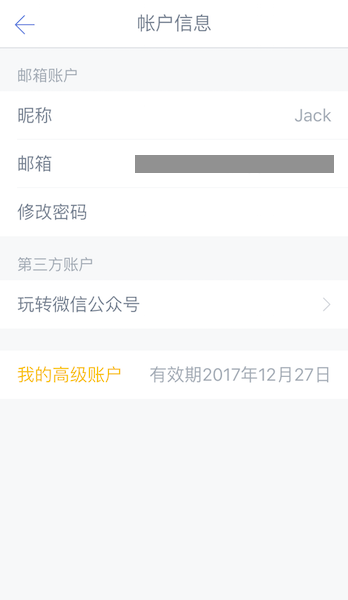 帐户信息
邮箱账户
昵称 Jack
邮箱
修改密码
第三方账户
玩转微信公众号
我的高级账户 有效期2017年12月27日